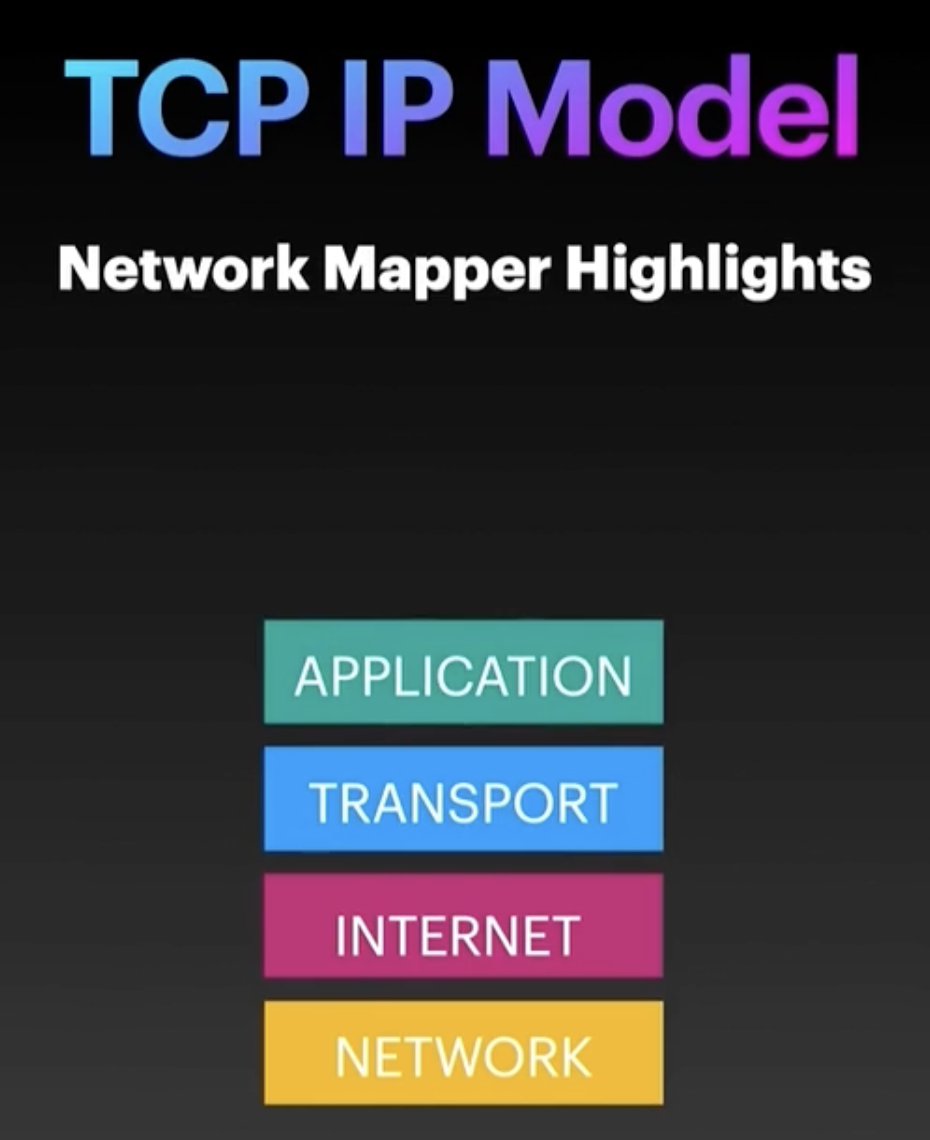 TCP IP Model
Network Mapper Highlights
APPLICATION
TRANSPORT
INTERNET
NETWORK